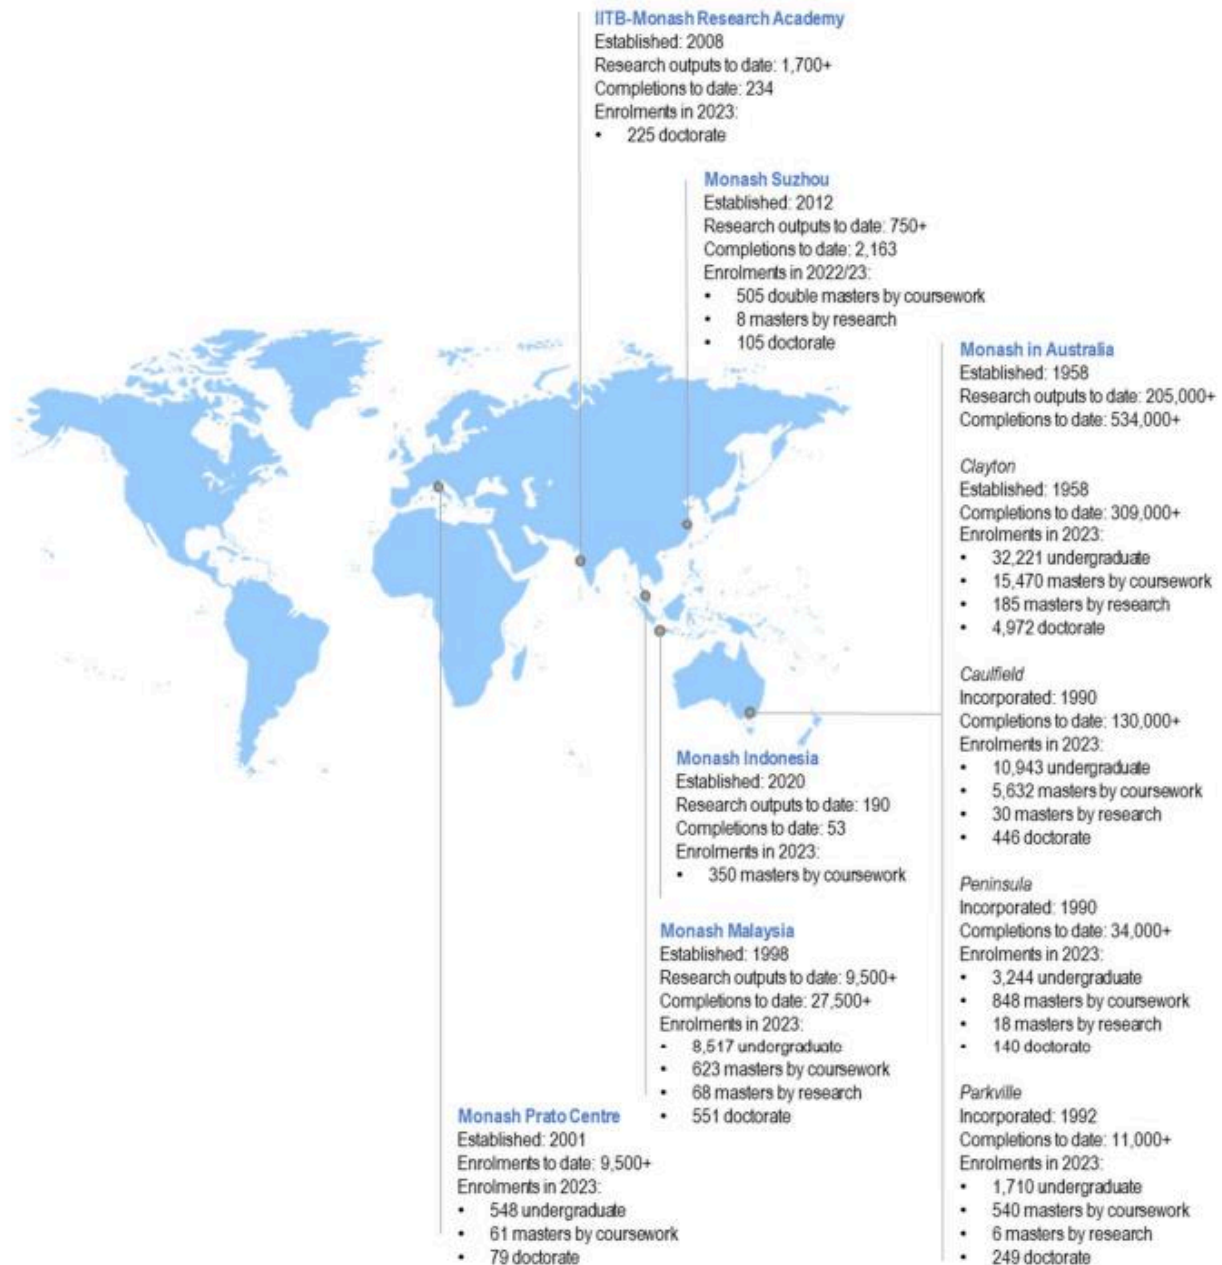 IITB-Monash Research Academy
Established: 2008
Research outputs to date: 1,700+
Completions to date: 234
Enrolments in 2023:
• 225 doctorate
Monash Suzhou
Established: 2012
Research outputs to date: 750+
Completions to date: 2,163
Enrolments in 2022/23:
• 505 double masters by coursework
• 8 masters by research
• 105 doctorate
Monash in Australia
Established: 1958
Research outputs to date: 205,000+
Completions to date: 534,000+
Clayton
Established: 1958
Completions to date: 309,000+
Enrolments in 2023:
• 32,221 undergraduate
• 15,470 masters by coursework
• 185 masters by research
• 4,972 doctorate
Caulfield
Incorporated: 1990
Completions to date: 130,000+
Enrolments in 2023:
• 10,943 undergraduate
• 5,632 masters by coursework
• 30 masters by research
• 446 doctorate
Peninsula
Incorporated: 1990
Completions to date: 34,000+
Enrolments in 2023:
• 3,244 undergraduate
• 848 masters by coursework
• 18 masters by research
• 140 doctorate
Parkville
Incorporated: 1992
Completions to date: 11,000+
Enrolments in 2023:
• 1,710 undergraduate
• 540 masters by coursework
• 6 masters by research
• 249 doctorate
Monash Indonesia
Established: 2020
Research outputs to date: 190
Completions to date: 53
Enrolments in 2023:
• 350 masters by coursework
Monash Malaysia
Established: 1998
Research outputs to date: 9,500+
Completions to date: 27,500+
Enrolments in 2023:
• 8,517 undergraduate
• 623 masters by coursework
• 68 masters by research
• 551 doctorate
Monash Prato Centre
Established: 2001
Enrolments to date: 9,500+
Enrolments in 2023:
• 548 undergraduate
• 61 masters by coursework
• 79 doctorate